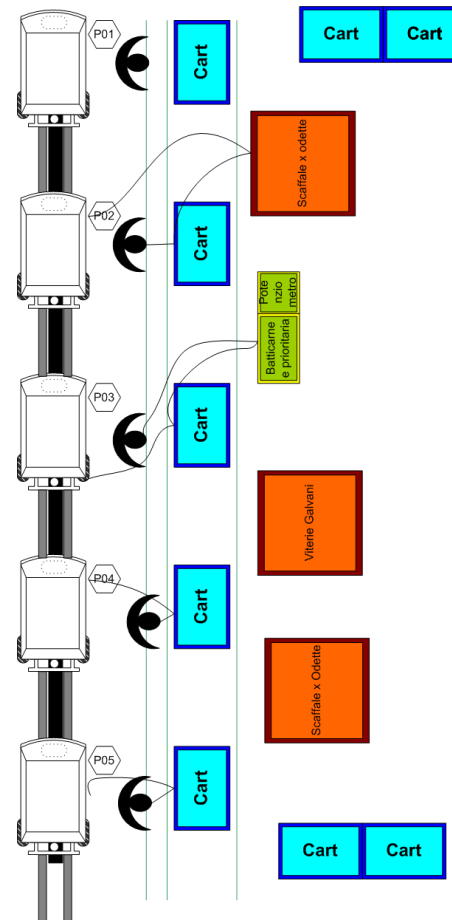 P01
Cart
Cart
Cart
Scaffale x odette
P02
Cart
Pote
nzio
metro
Batticarne
e prioritaria
P03
Cart
Viterie Galvani
P04
Cart
Scaffale x Odette
P05
Cart
Cart
Cart